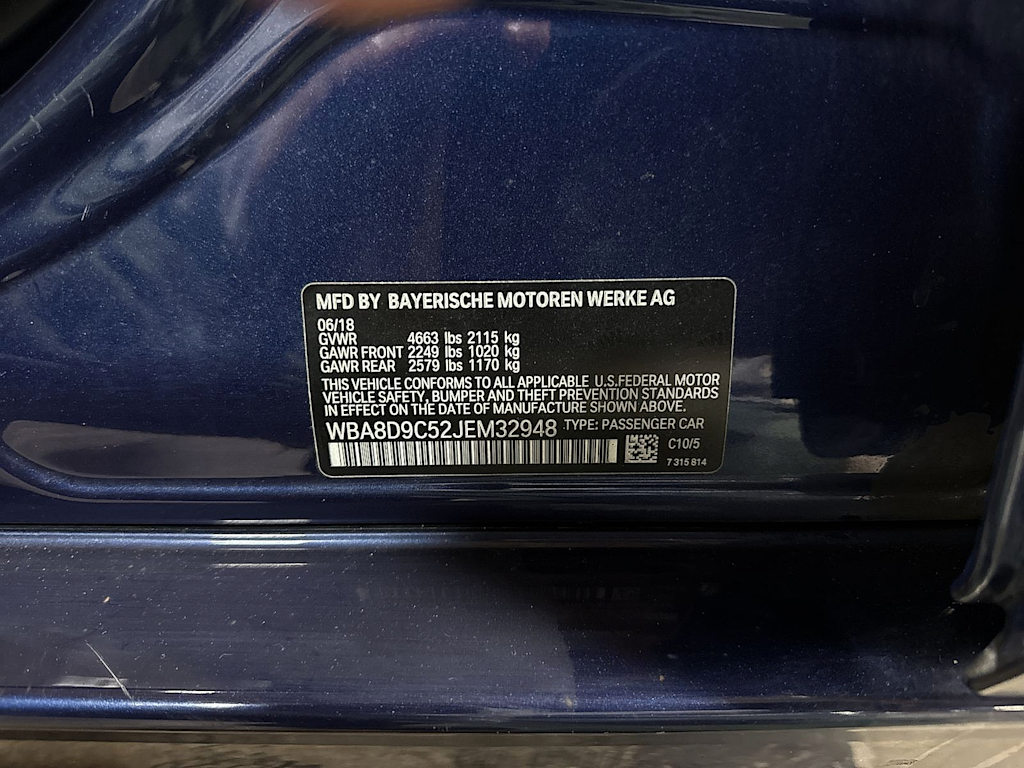 MFD BY BAYERISCHE MOTOREN WERKE AG
06/18
GVWR 4663 lbs 2115 kg
GAWR FRONT 2249 lbs 1020 kg
GAWR REAR 2579 lbs 1170 kg
THIS VEHICLE CONFORMS TO ALL APPLICABLE U.S.FEDERAL MOTOR
VEHICLE SAFETY, BUMPER AND THEFT PREVENTION STANDARDS
IN EFFECT ON THE DATE OF MANUFACTURE SHOWN ABOVE.
WBA8D9C52JEM32948 TYPE: PASSENGER CAR
C10/5
7 315 814